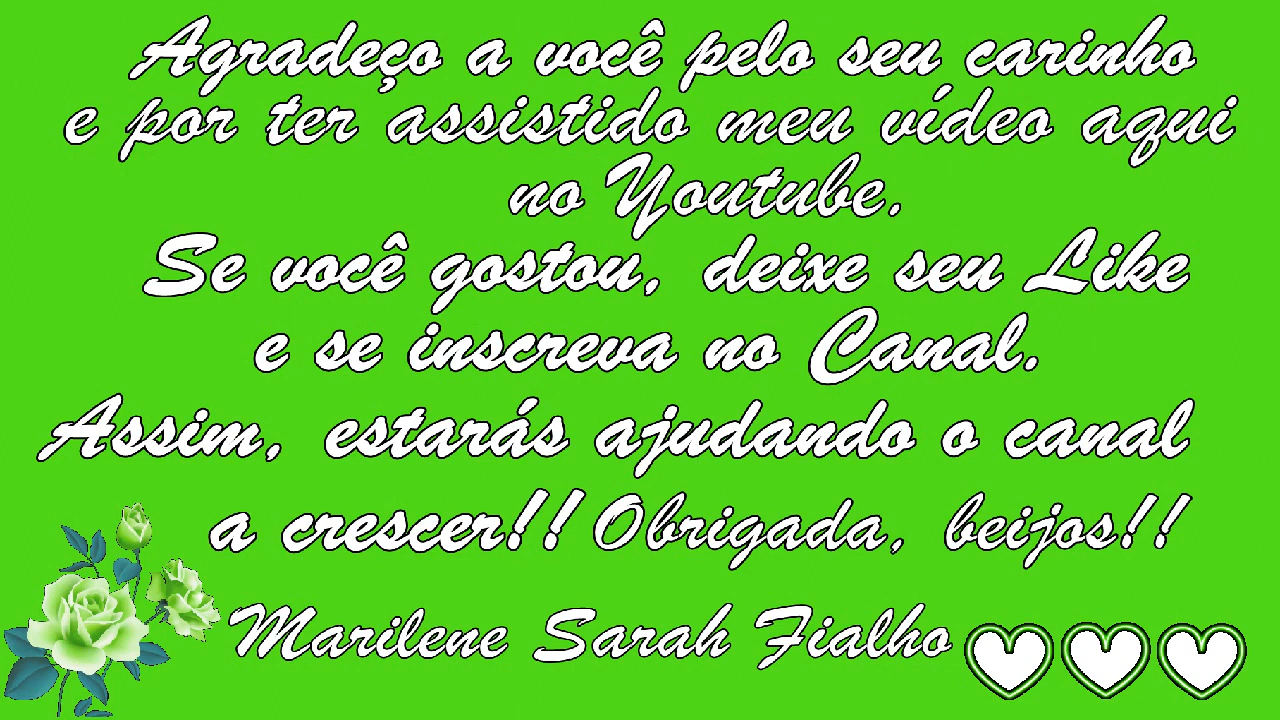 Agradeço a você pelo seu carinho
e por ter assistido meu vídeo aqui
no Youtube.
Se você gostou, deixe seu Like
e se inscreva no Canal.
Assim, estarás ajudando o canal
a crescer!! Obrigada, beijos!!
Marilene Sarah Fialho